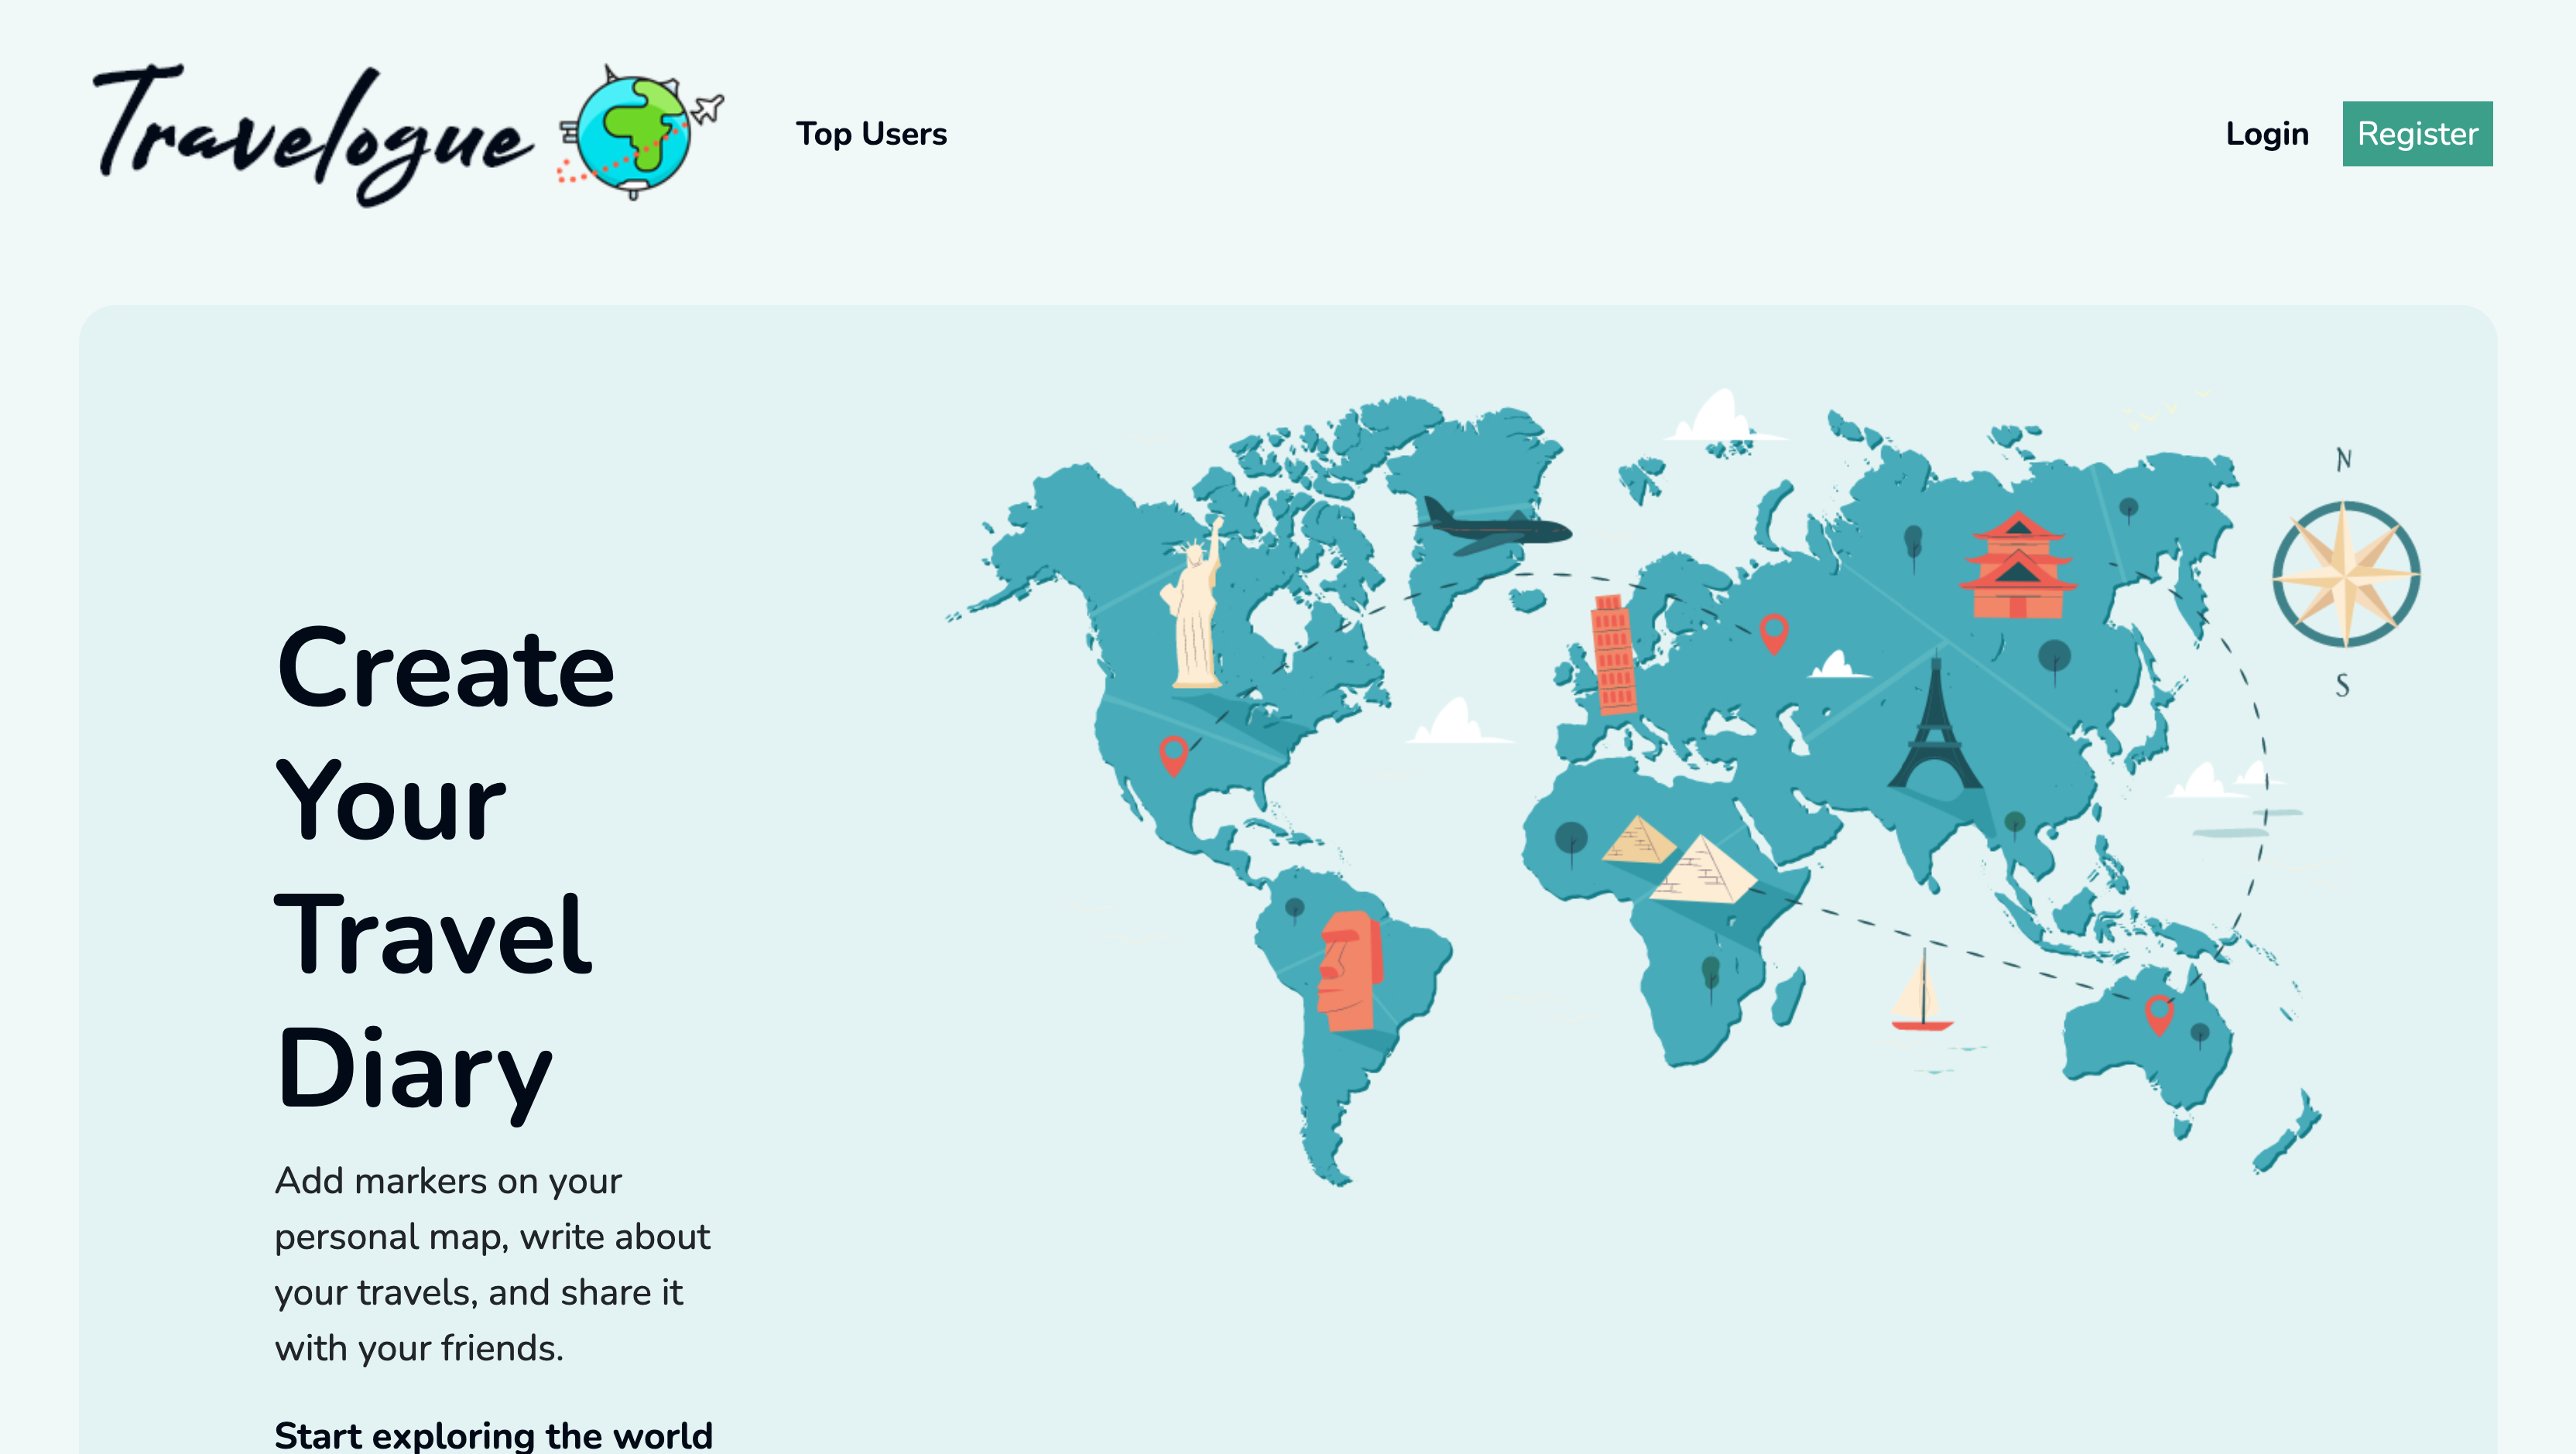 Travelogue
Top Users
Login
Register
Create
Your
Travel
Diary
Add markers on your
personal map, write about
your travels, and share it
with your friends.
Start exploring the world
N
S